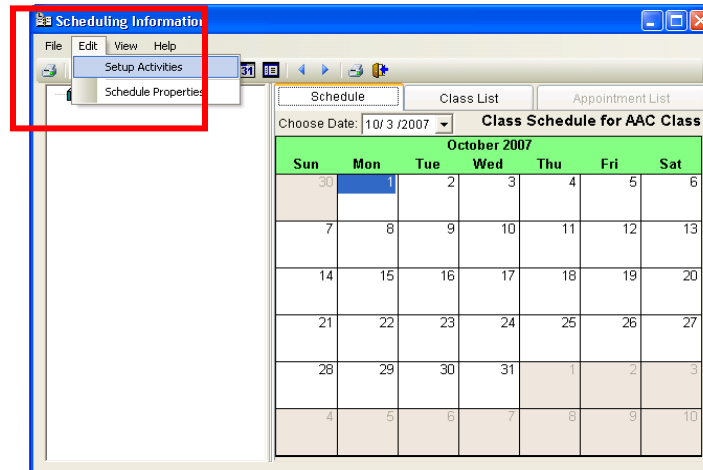 Scheduling Information
File Edit View Help
Setup Activities
Schedule Properties
31
Schedule Class List Appointment List
Choose Date: 10/ 3 /2007 Class Schedule for AAC Class
October 2007
Sun Mon Tue Wed Thu Fri Sat
30 1 2 3 4 5 6
7 8 9 10 11 12 13
14 15 16 17 18 19 20
21 22 23 24 25 26 27
28 29 30 31 1 2 3
4 5 6 7 8 9 10